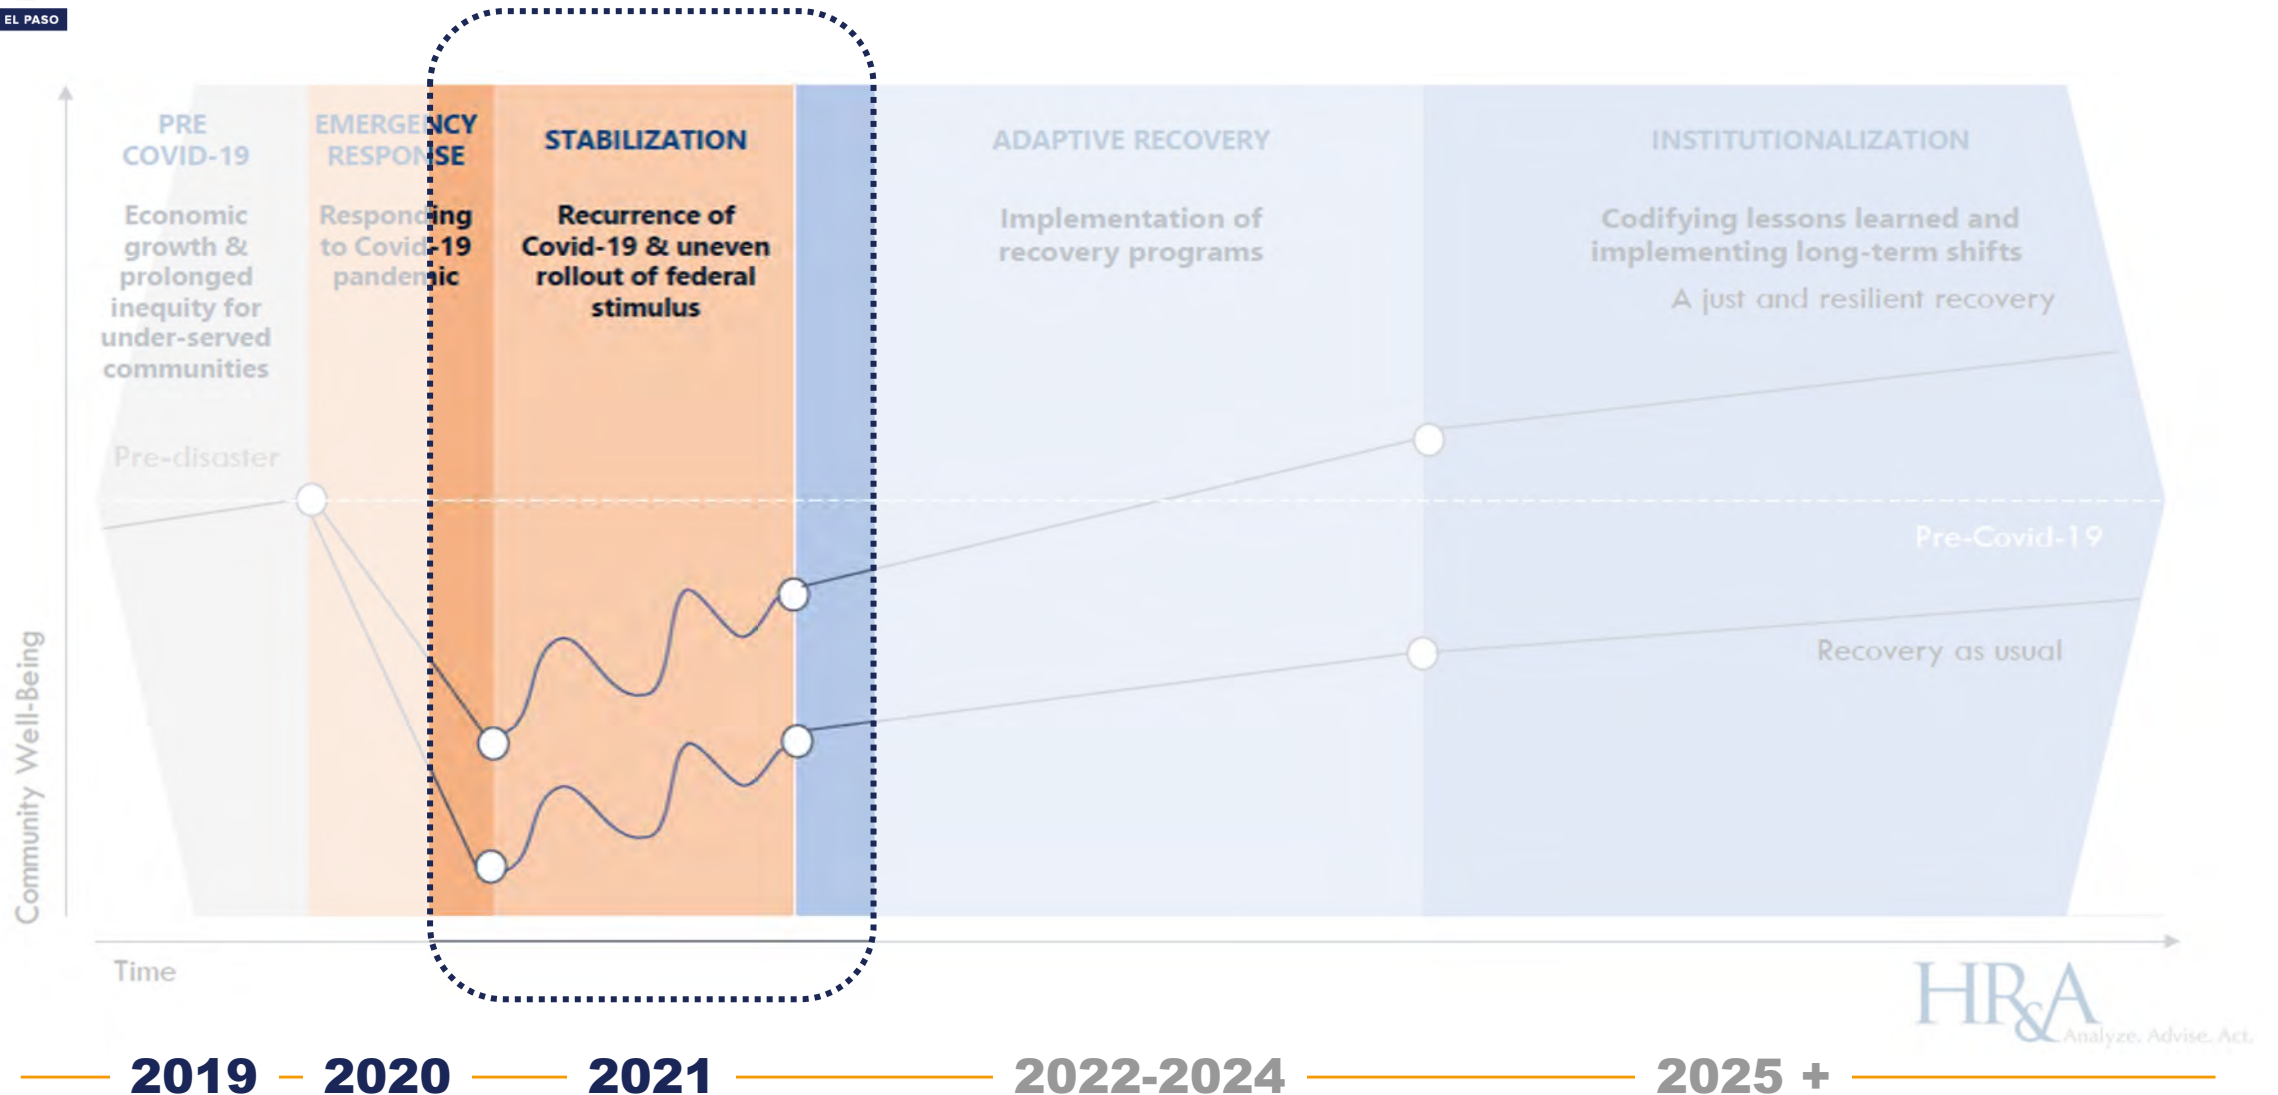 EL PASO
PRE
COVID-19
Economic
growth &
prolonged
inequity for
under-served
communities
EMERGENCY
RESPONSE
Responding
to Covid-19
pandemic
STABILIZATION
Recurrence of
Covid-19 & uneven
rollout of federal
stimulus
ADAPTIVE RECOVERY
Implementation of
recovery programs
INSTITUTIONALIZATION
Codifying lessons learned and
implementing long-term shifts
A just and resilient recovery
Pre-disaster
Pre-Covid-19
Recovery as usual
Community Well-Being
Time
HR&A
Analyze. Advise. Act.
2019
2020
2021
2022-2024
2025 +